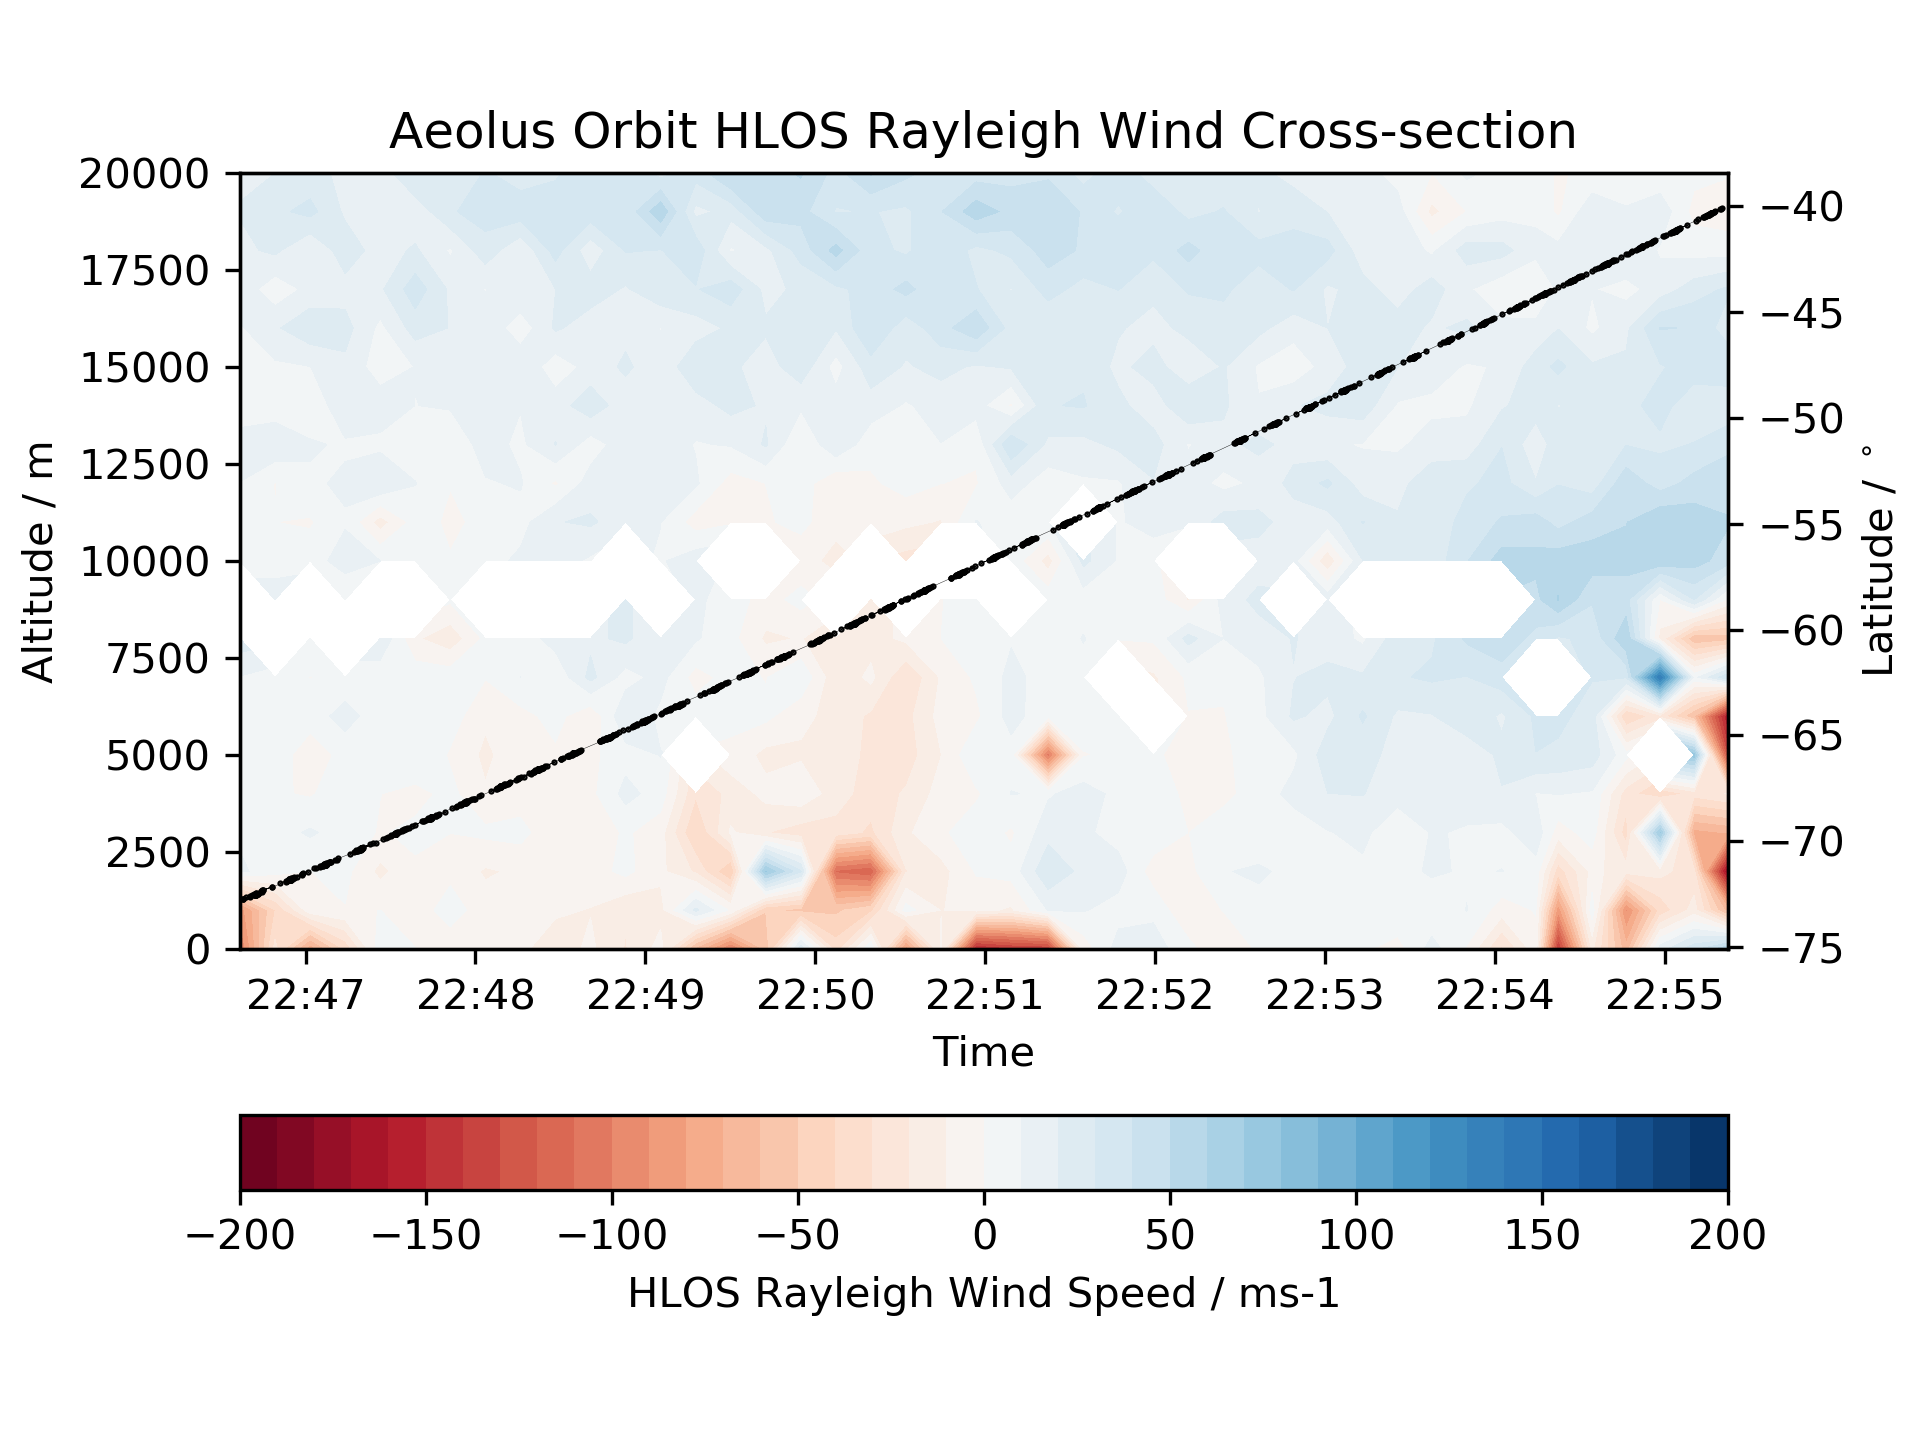 Aeolus Orbit HLOS Rayleigh Wind Cross-section
20000
17500
15000
12500
10000
7500
5000
2500
0
Altitude / m
−40
−45
−50
−55
−60
−65
−70
−75
Latitude / °
22:47 22:48 22:49 22:50 22:51 22:52 22:53 22:54 22:55
Time
−200 −150 −100 −50 0 50 100 150 200
HLOS Rayleigh Wind Speed / ms-1